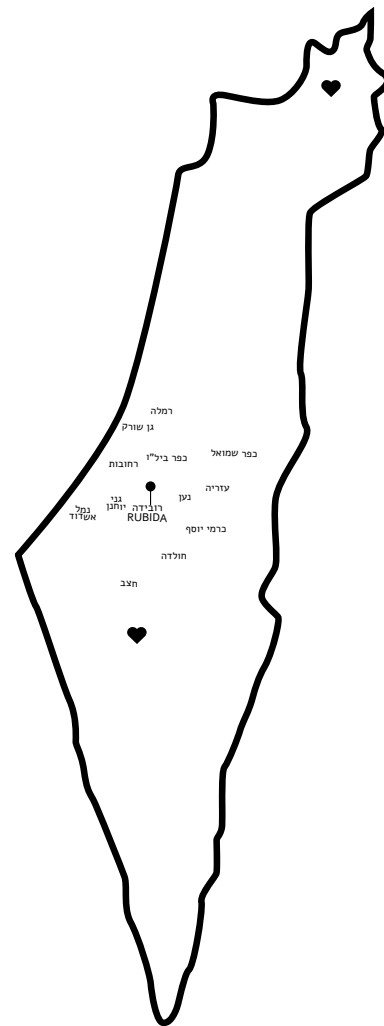 רמלה
גן שורק
כפר ביל"ו
כפר שמואל
רחובות
עזריה
נען
גני
יוחנן
רובידה
RUBIDA
נמל
אשדוד
כרמי יוסף
חולדה
חצב